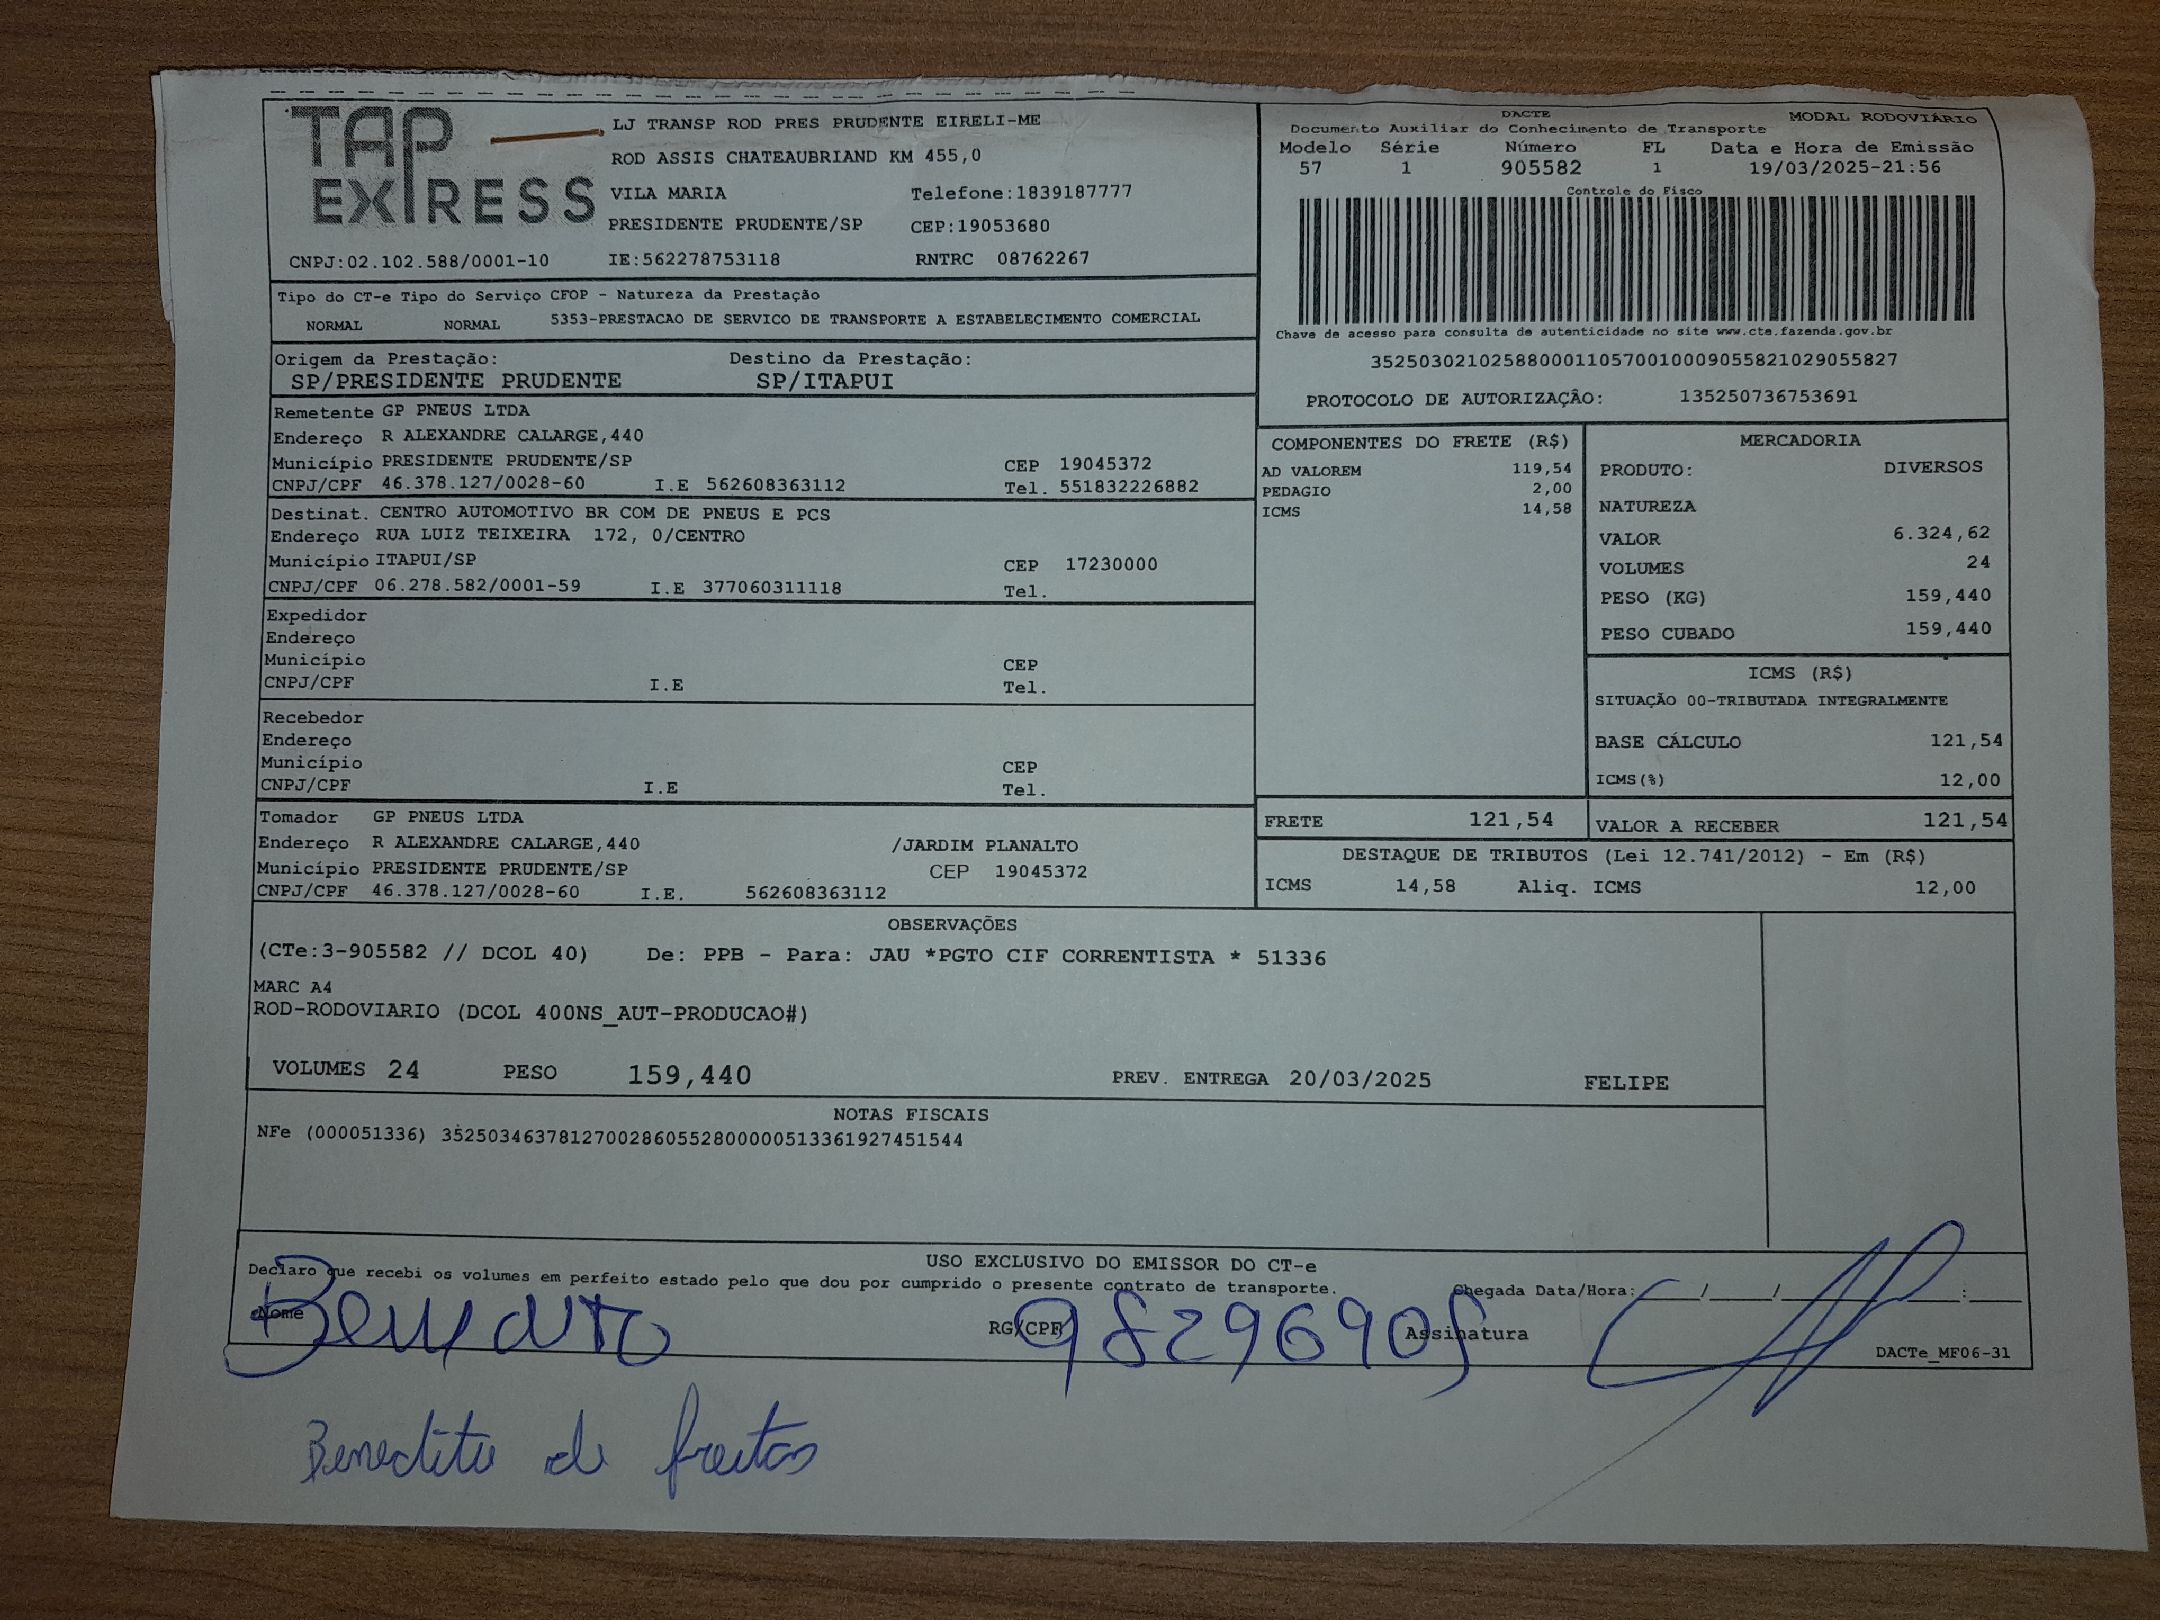 TAP EXPRESS
LJ TRANSP ROD PRES PRUDENTE EIRELI-ME
ROD ASSIS CHATEAUBRIAND KM 455,0
VILA MARIA Telefone:1839187777
PRESIDENTE PRUDENTE/SP CEP:19053680
CNPJ:02.102.588/0001-10 IE:562278753118 RNTRC 08762267
DACTE MODAL RODOVIÁRIO
Documento Auxiliar do Conhecimento de Transporte
Modelo Série Número FL Data e Hora de Emissão
57 1 905582 1 19/03/2025-21:56
Controle do Fisco
Chave de acesso para consulta de autenticidade no site www.cte.fazenda.gov.br
35250302102588000110570010009055821029055827
PROTOCOLO DE AUTORIZAÇÃO: 135250736753691
Tipo do CT-e Tipo do Serviço CFOP - Natureza da Prestação
NORMAL NORMAL 5353-PRESTACAO DE SERVICO DE TRANSPORTE A ESTABELECIMENTO COMERCIAL
Origem da Prestação: Destino da Prestação:
SP/PRESIDENTE PRUDENTE SP/ITAPUI
Remetente GP PNEUS LTDA
Endereço R ALEXANDRE CALARGE,440
Município PRESIDENTE PRUDENTE/SP CEP 19045372
CNPJ/CPF 46.378.127/0028-60 I.E 562608363112 Tel. 551832226882
Destinat. CENTRO AUTOMOTIVO BR COM DE PNEUS E PCS
Endereço RUA LUIZ TEIXEIRA 172, 0/CENTRO
Município ITAPUI/SP CEP 17230000
CNPJ/CPF 06.278.582/0001-59 I.E 377060311118 Tel.
Expedidor
Endereço
Município CEP
CNPJ/CPF I.E Tel.
Recebedor
Endereço
Município CEP
CNPJ/CPF I.E Tel.
Tomador GP PNEUS LTDA
Endereço R ALEXANDRE CALARGE,440 /JARDIM PLANALTO
Município PRESIDENTE PRUDENTE/SP CEP 19045372
CNPJ/CPF 46.378.127/0028-60 I.E. 562608363112
COMPONENTES DO FRETE (R$)
AD VALOREM 119,54
PEDAGIO 2,00
ICMS 14,58
MERCADORIA
PRODUTO: DIVERSOS
NATUREZA
VALOR 6.324,62
VOLUMES 24
PESO (KG) 159,440
PESO CUBADO 159,440
ICMS (R$)
SITUAÇÃO 00-TRIBUTADA INTEGRALMENTE
BASE CÁLCULO 121,54
ICMS(%) 12,00
FRETE 121,54 VALOR A RECEBER 121,54
DESTAQUE DE TRIBUTOS (Lei 12.741/2012) - Em (R$)
ICMS 14,58 Aliq. ICMS 12,00
OBSERVAÇÕES
(CTe:3-905582 // DCOL 40) De: PPB - Para: JAU *PGTO CIF CORRENTISTA * 51336
MARC A4
ROD-RODOVIARIO (DCOL 400NS_AUT-PRODUCAO#)
VOLUMES 24 PESO 159,440 PREV. ENTREGA 20/03/2025 FELIPE
NOTAS FISCAIS
NFe (000051336) 35250346378127002860552800000513361927451544
USO EXCLUSIVO DO EMISSOR DO CT-e
Declaro que recebi os volumes em perfeito estado pelo que dou por cumprido o presente contrato de transporte. Chegada Data/Hora:____/____/____ ____:____
Nome Benedito RG/CPF 98296905 Assinatura
DACTe_MF06-31
Benedito de freitas